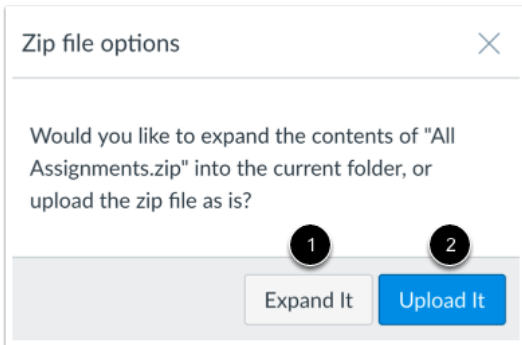 Zip file options
Would you like to expand the contents of "All
Assignments.zip" into the current folder, or
upload the zip file as is?
1
2
Expand It
Upload It